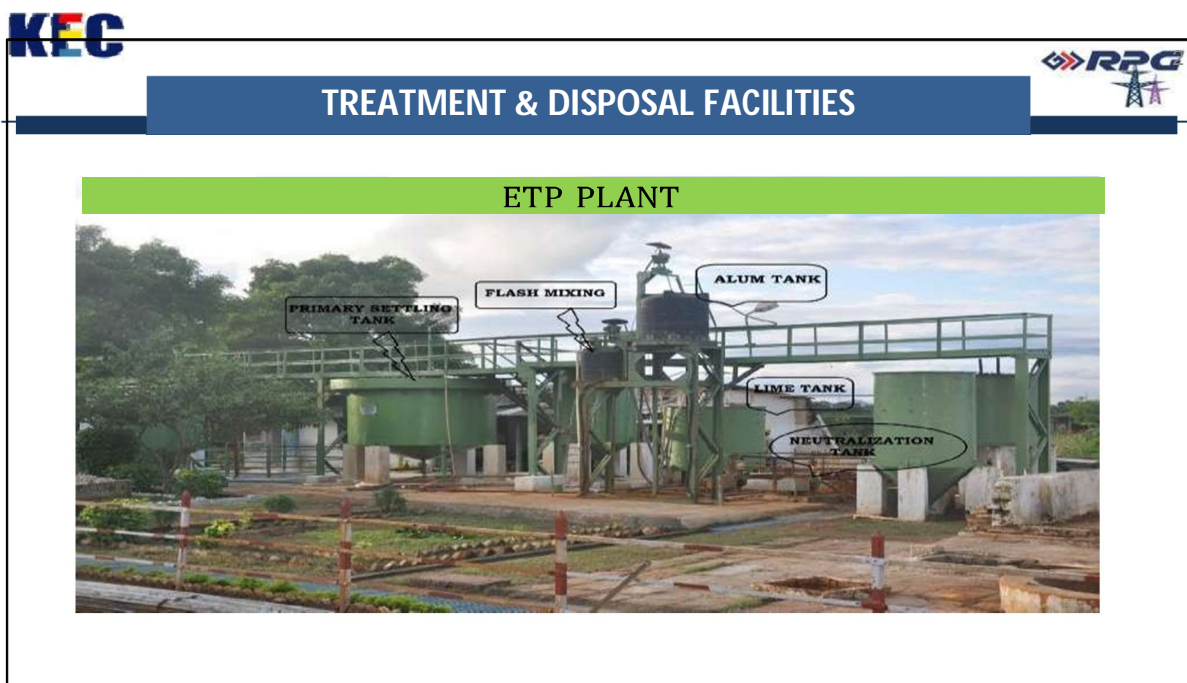 KEC
RPG
TREATMENT & DISPOSAL FACILITIES
ETP PLANT
ALUM TANK
FLASH MIXING
PRIMARY SETTLING
TANK
LIME TANK
NEUTRALIZATION
TANK